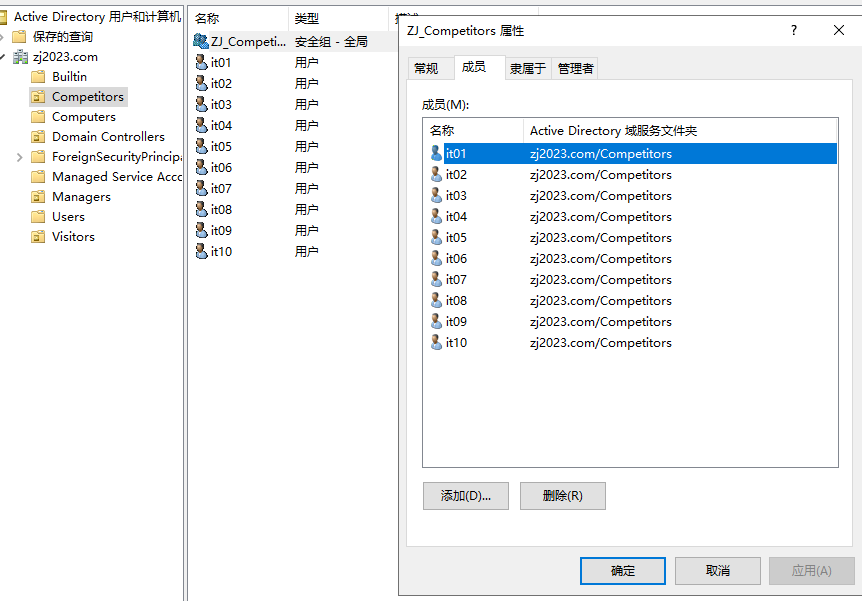 Active Directory 用户和计算机
保存的查询
zj2023.com
Builtin
Competitors
Computers
Domain Controllers
ForeignSecurityPrincipa
Managed Service Acco
Managers
Users
Visitors
名称 类型
ZJ_Competi... 安全组 - 全局
it01 用户
it02 用户
it03 用户
it04 用户
it05 用户
it06 用户
it07 用户
it08 用户
it09 用户
it10 用户
ZJ_Competitors 属性 ? ×
常规 成员 隶属于 管理者
成员(M):
名称 Active Directory 域服务文件夹
it01 zj2023.com/Competitors
it02 zj2023.com/Competitors
it03 zj2023.com/Competitors
it04 zj2023.com/Competitors
it05 zj2023.com/Competitors
it06 zj2023.com/Competitors
it07 zj2023.com/Competitors
it08 zj2023.com/Competitors
it09 zj2023.com/Competitors
it10 zj2023.com/Competitors
添加(D)... 删除(R)
确定 取消 应用(A)